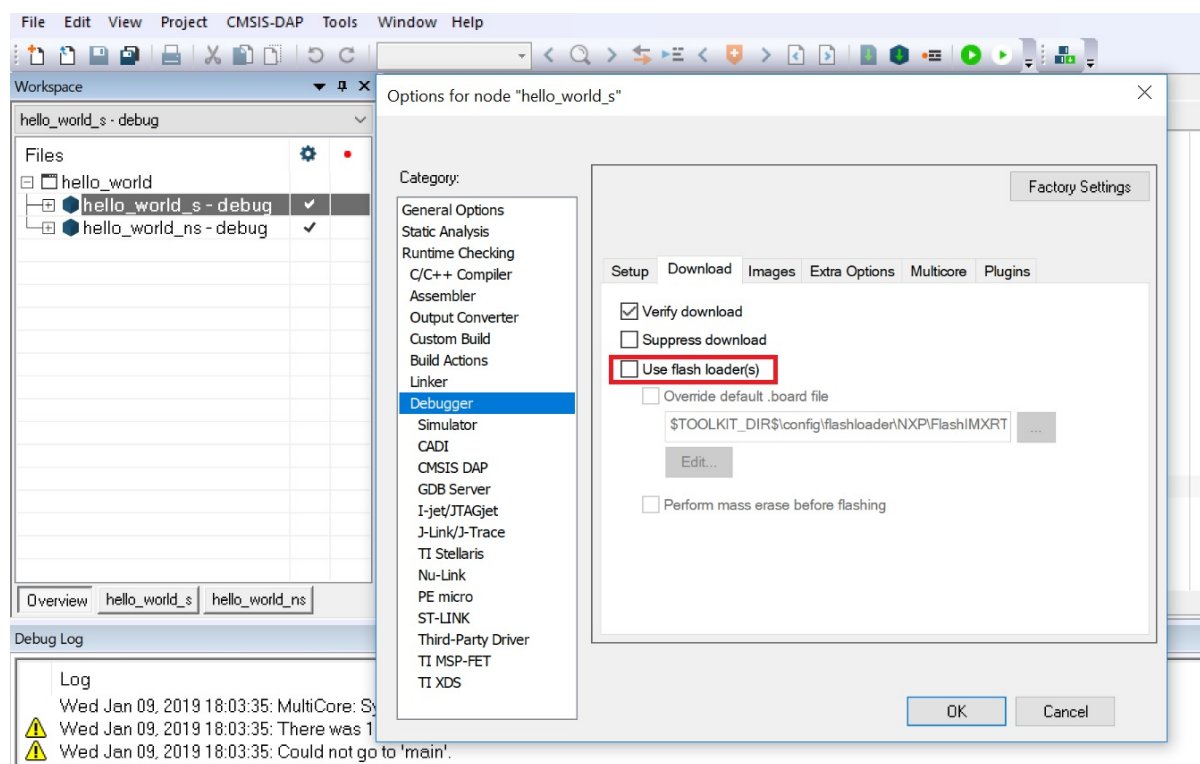 File Edit View Project CMSIS-DAP Tools Window Help
Workspace
hello_world_s - debug
Files
hello_world
hello_world_s - debug
hello_world_ns - debug
Overview hello_world_s hello_world_ns
Options for node "hello_world_s"
Category:
General Options
Static Analysis
Runtime Checking
C/C++ Compiler
Assembler
Output Converter
Custom Build
Build Actions
Linker
Debugger
Simulator
CADI
CMSIS DAP
GDB Server
I-jet/JTAGjet
J-Link/J-Trace
TI Stellaris
Nu-Link
PE micro
ST-LINK
Third-Party Driver
TI MSP-FET
TI XDS
Factory Settings
Setup Download Images Extra Options Multicore Plugins
Verify download
Suppress download
Use flash loader(s)
Override default .board file
$TOOLKIT_DIR$\config\flashloader\NXP\FlashIMXRT
...
Edit...
Perform mass erase before flashing
OK Cancel
Debug Log
Log
Wed Jan 09, 2019 18:03:35: MultiCore: Sy
Wed Jan 09, 2019 18:03:35: There was 1
Wed Jan 09, 2019 18:03:35: Could not go to 'main'.